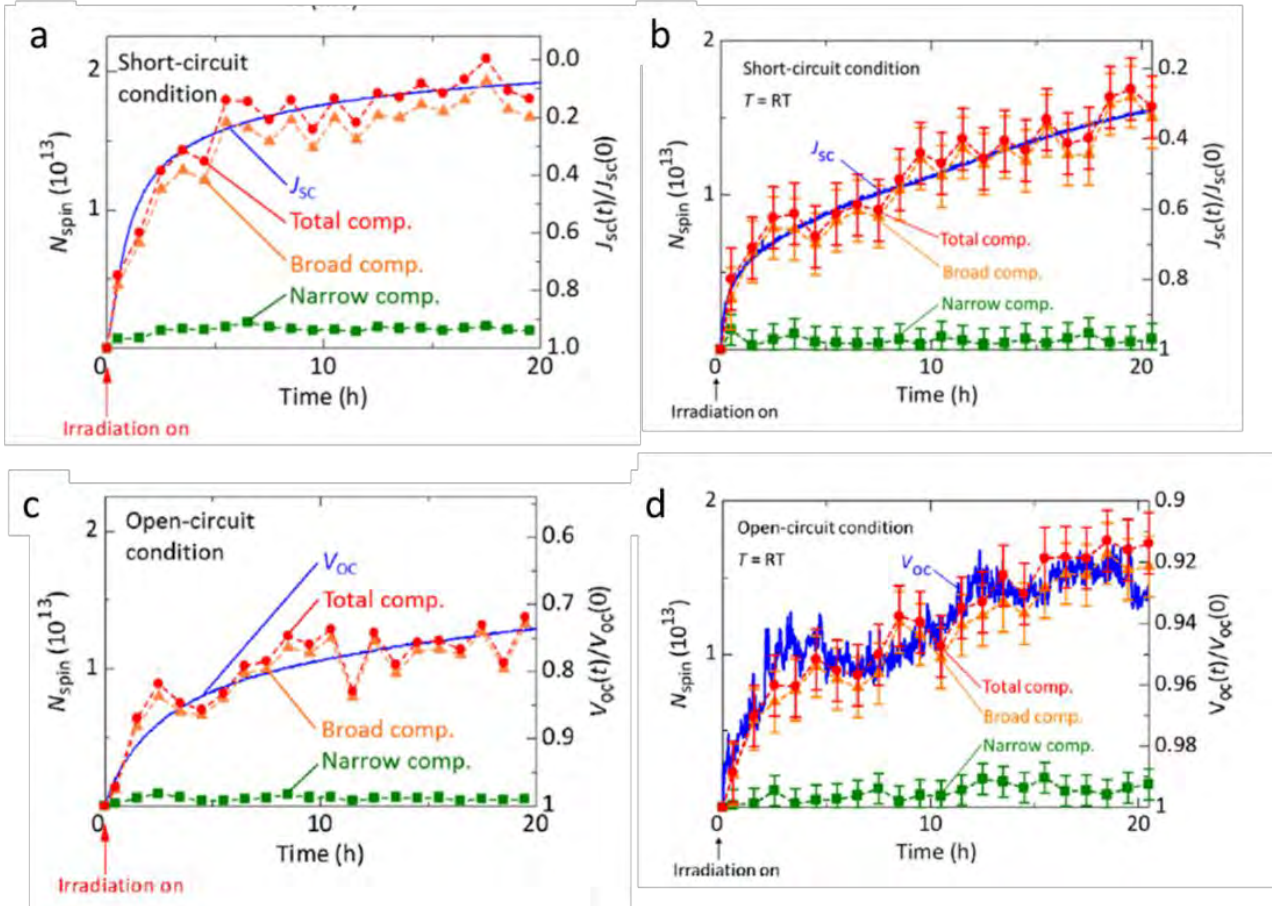 a
Short-circuit
condition
2
1
0
10
20
N_spin (10^13)
0.0
0.2
0.4
0.6
0.8
1.0
J_SC(t)/J_SC(0)
J_SC
Total comp.
Broad comp.
Narrow comp.
Time (h)
Irradiation on
b
Short-circuit condition
T = RT
2
1
0
10
20
N_spin (10^13)
0.2
0.4
0.6
0.8
1
J_sc(t)/J_sc(0)
J_sc
Total comp.
Broad comp.
Narrow comp.
Time (h)
Irradiation on
c
Open-circuit
condition
2
1
0
0
10
20
N_spin (10^13)
0.6
0.7
0.8
0.9
1
V_OC(t)/V_OC(0)
V_OC
Total comp.
Broad comp.
Narrow comp.
Time (h)
Irradiation on
d
Open-circuit condition
T = RT
2
1
0
0
10
20
N_spin (10^13)
0.9
0.92
0.94
0.96
0.98
1
V_OC(t)/V_OC(0)
V_OC
Total comp.
Broad comp.
Narrow comp.
Time (h)
Irradiation on